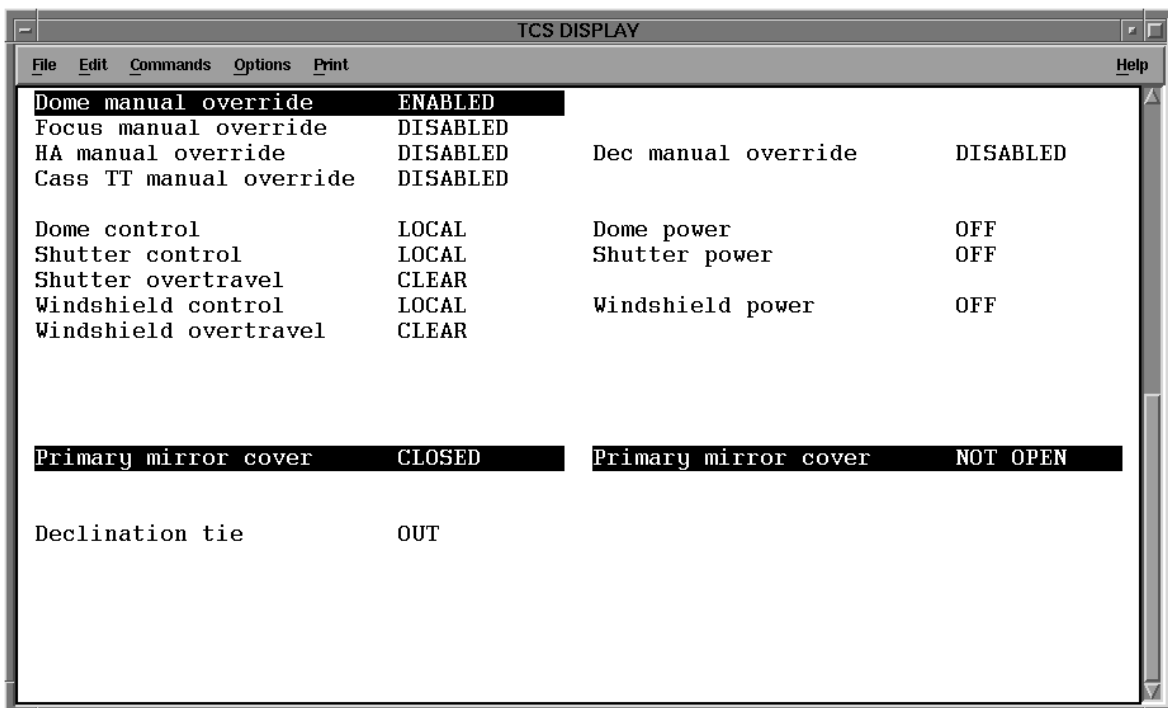 TCS DISPLAY
File Edit Commands Options Print Help
Dome manual override ENABLED
Focus manual override DISABLED
HA manual override DISABLED Dec manual override DISABLED
Cass TT manual override DISABLED
Dome control LOCAL Dome power OFF
Shutter control LOCAL Shutter power OFF
Shutter overtravel CLEAR
Windshield control LOCAL Windshield power OFF
Windshield overtravel CLEAR
Primary mirror cover CLOSED Primary mirror cover NOT OPEN
Declination tie OUT